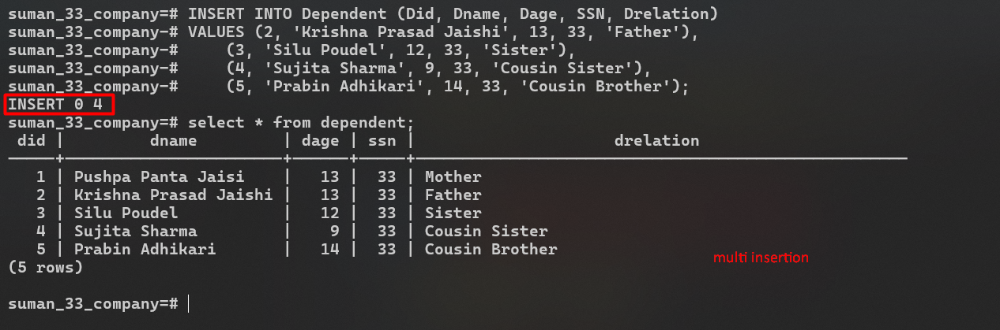 suman_33_company=# INSERT INTO Dependent (Did, Dname, Dage, SSN, Drelation)
suman_33_company-# VALUES (2, 'Krishna Prasad Jaishi', 13, 33, 'Father'),
suman_33_company-#     (3, 'Silu Poudel', 12, 33, 'Sister'),
suman_33_company-#     (4, 'Sujita Sharma', 9, 33, 'Cousin Sister'),
suman_33_company-#     (5, 'Prabin Adhikari', 14, 33, 'Cousin Brother');
INSERT 0 4
suman_33_company=# select * from dependent;
 did |         dname         | dage | ssn |                     drelation
-----+-----------------------+------+-----+----------------------------------------------------
   1 | Pushpa Panta Jaisi    |   13 |  33 | Mother
   2 | Krishna Prasad Jaishi |   13 |  33 | Father
   3 | Silu Poudel           |   12 |  33 | Sister
   4 | Sujita Sharma         |    9 |  33 | Cousin Sister
   5 | Prabin Adhikari       |   14 |  33 | Cousin Brother
multi insertion
(5 rows)
suman_33_company=#